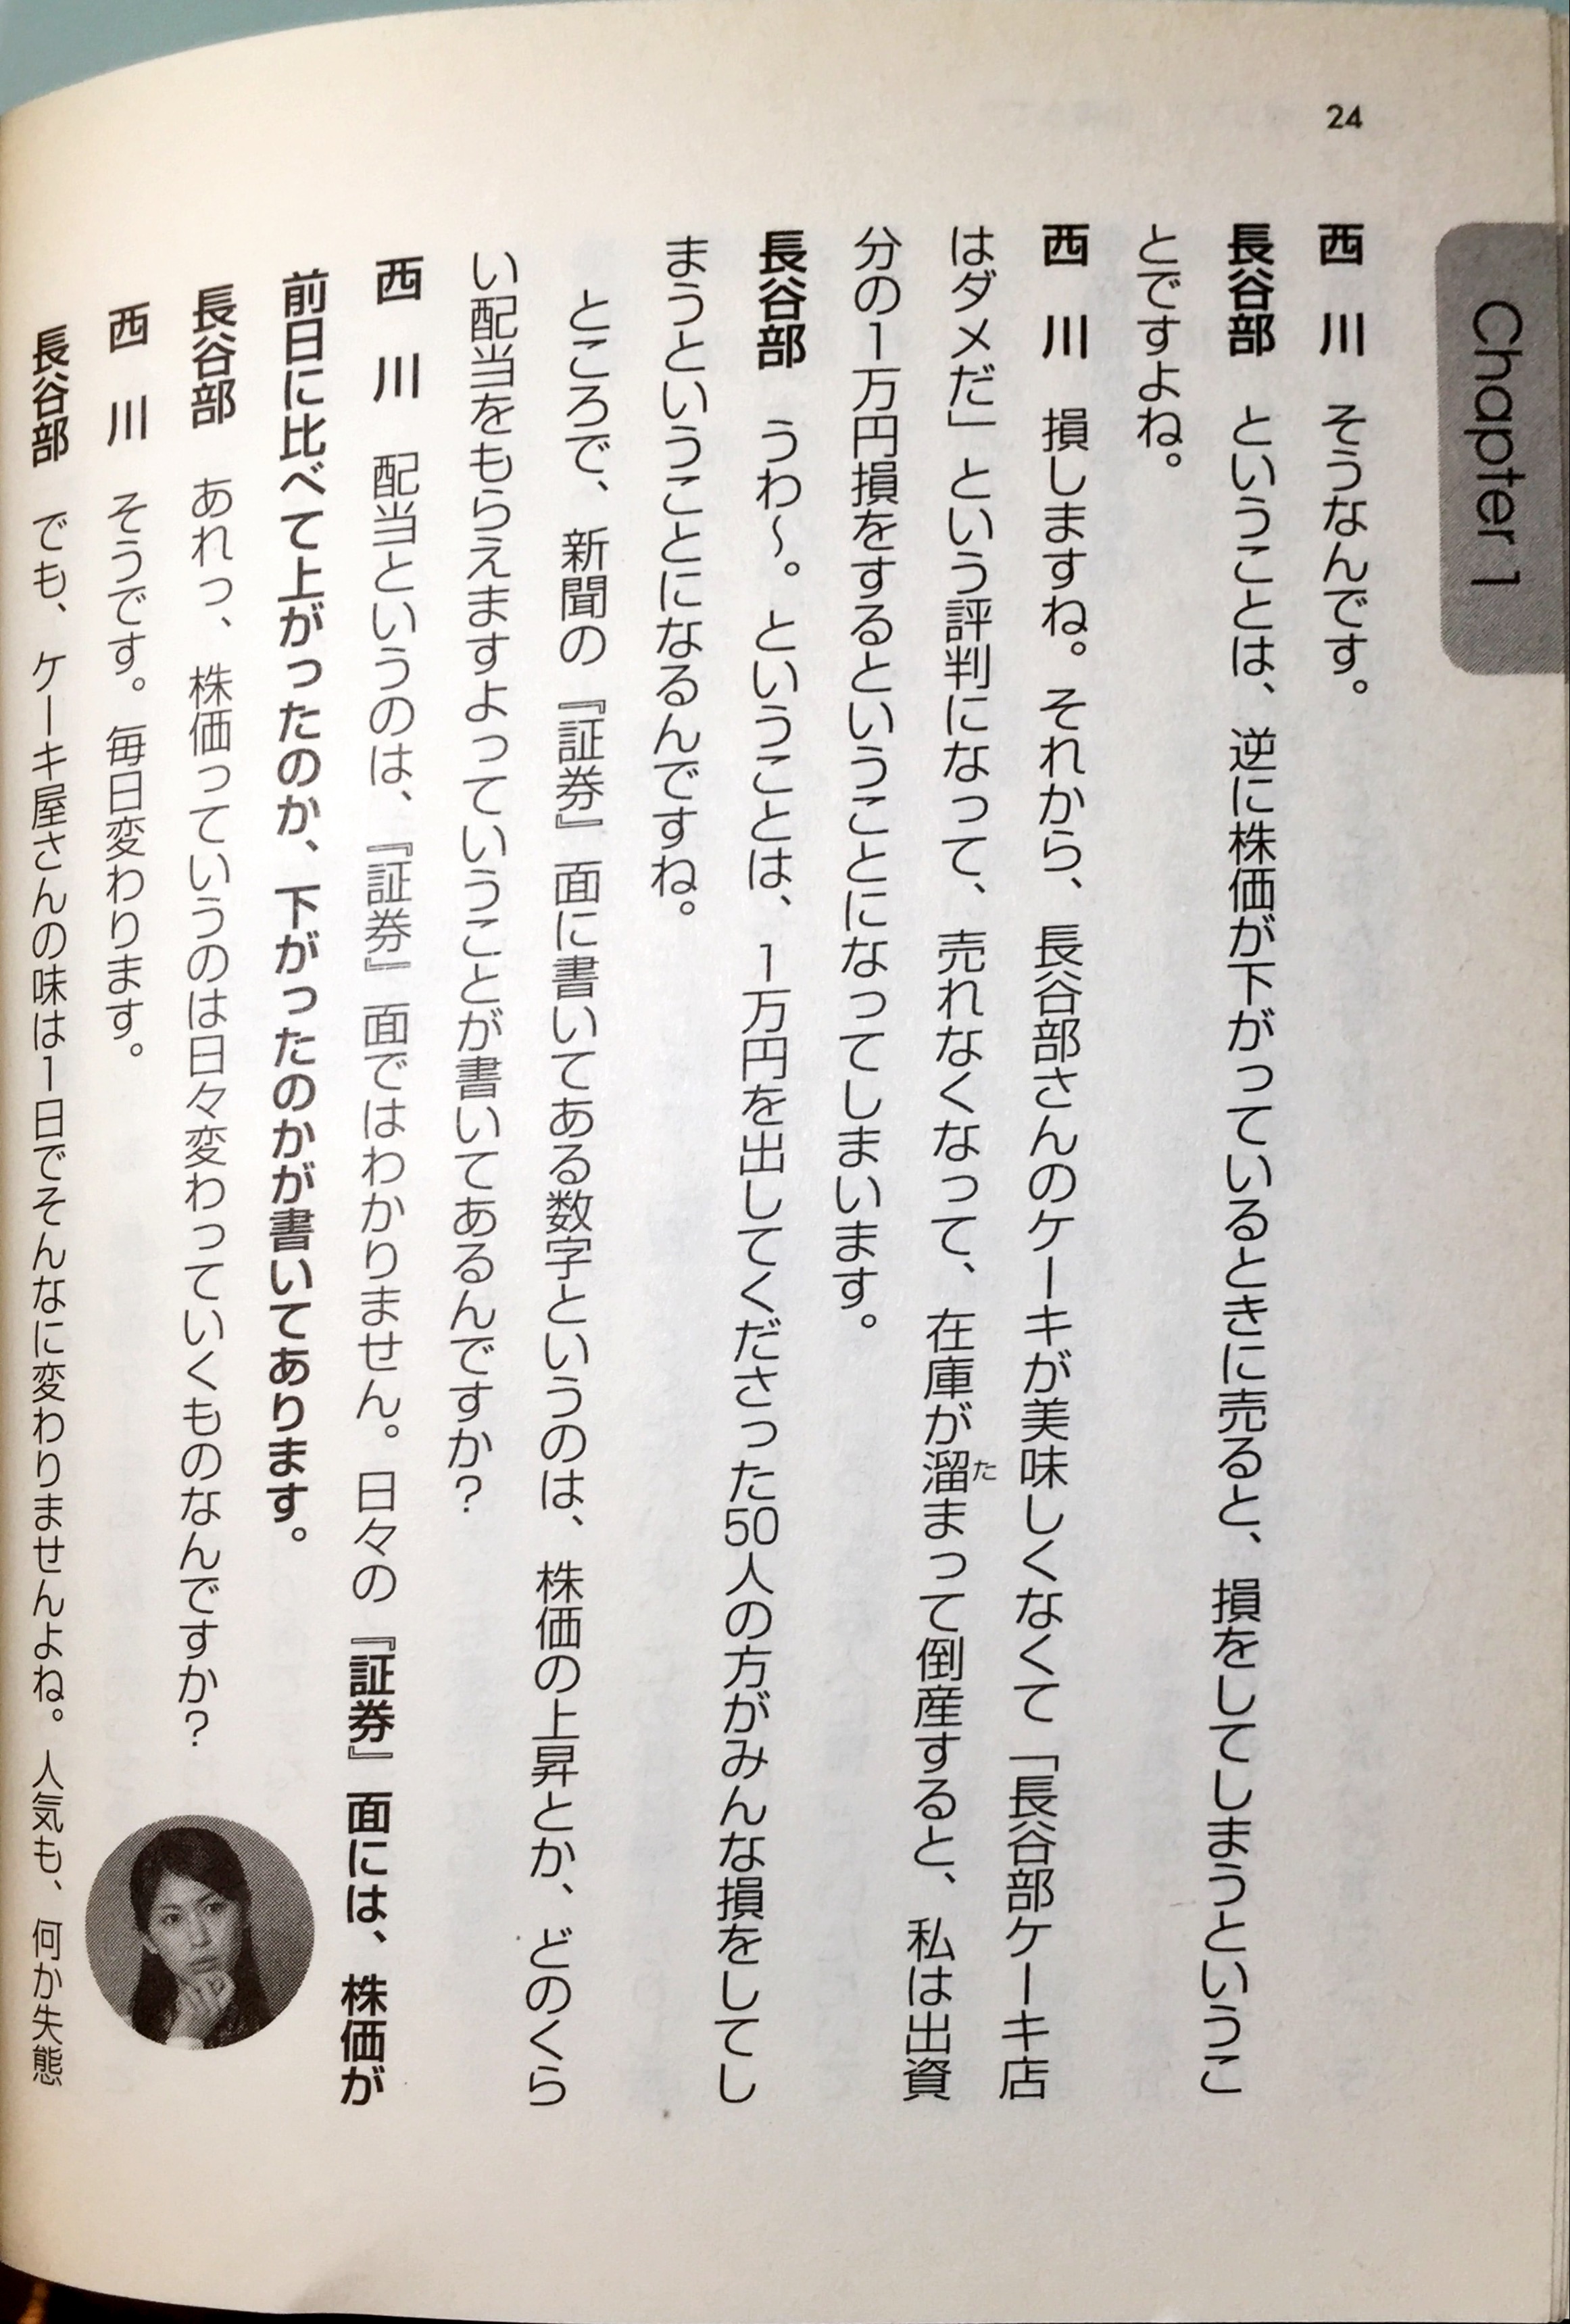 24
Chapter 1
西　川　そうなんです。
長谷部　ということは、逆に株価が下がっているときに売ると、損をしてしまうというこ
とですよね。
西　川　損しますね。それから、長谷部さんのケーキが美味しくなくて「長谷部ケーキ店
はダメだ」という評判になって、売れなくなって、在庫が溜まって倒産すると、私は出資
た
分の1万円損をするということになってしまいます。
長谷部　うわ〜。ということは、1万円を出してくださった50人の方がみんな損をしてし
まうということになるんですね。
　ところで、新聞の『証券』面に書いてある数字というのは、株価の上昇とか、どのくら
い配当をもらえますよっていうことが書いてあるんですか？
西　川　配当というのは、『証券』面ではわかりません。日々の『証券』面には、株価が
前日に比べて上がったのか、下がったのかが書いてあります。
長谷部　あれっ、株価っていうのは日々変わっていくものなんですか？
西　川　そうです。毎日変わります。
長谷部　でも、ケーキ屋さんの味は1日でそんなに変わりませんよね。人気も、何か失態